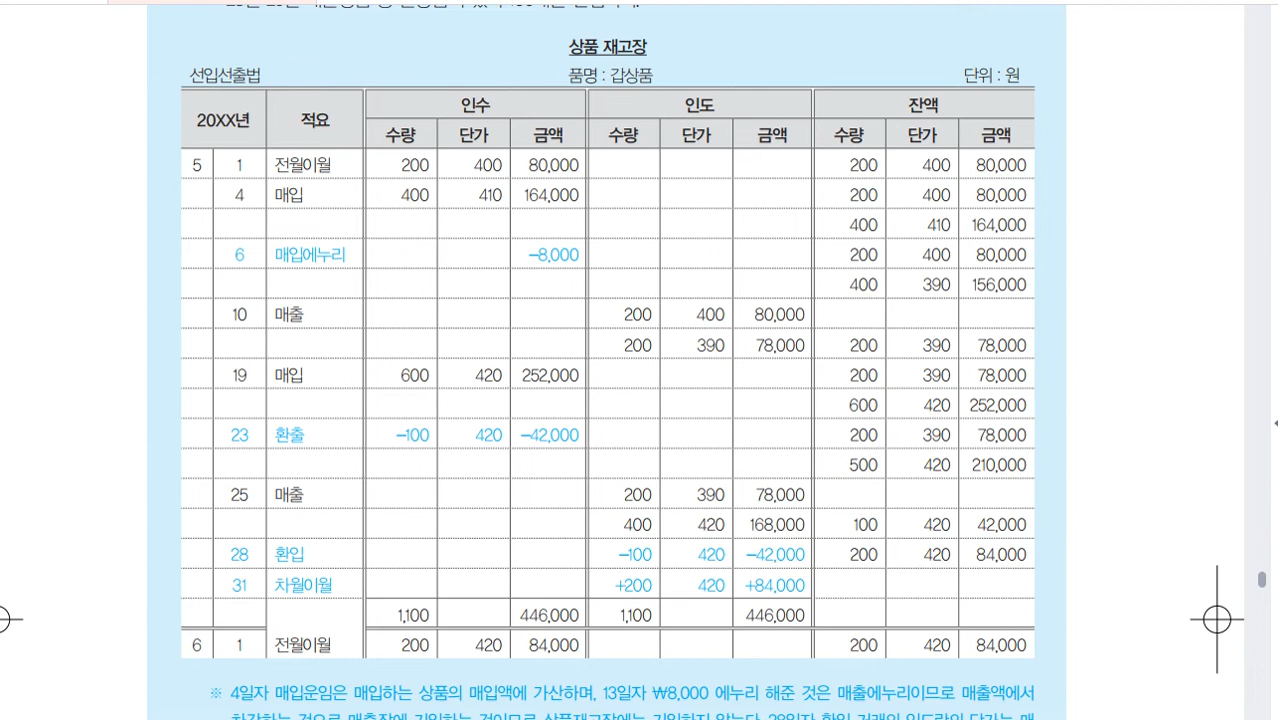 상품 재고장
선입선출법 품명 : 갑상품 단위 : 원
20XX년 적요 인수 인도 잔액
수량 단가 금액 수량 단가 금액 수량 단가 금액
5 1 전월이월 200 400 80,000 200 400 80,000
4 매입 400 410 164,000 200 400 80,000
400 410 164,000
6 매입에누리 –8,000 200 400 80,000
400 390 156,000
10 매출 200 400 80,000
200 390 78,000 200 390 78,000
19 매입 600 420 252,000 200 390 78,000
600 420 252,000
23 환출 –100 420 –42,000 200 390 78,000
500 420 210,000
25 매출 200 390 78,000
400 420 168,000 100 420 42,000
28 환입 –100 420 –42,000 200 420 84,000
31 차월이월 +200 420 +84,000
1,100 446,000 1,100 446,000
6 1 전월이월 200 420 84,000 200 420 84,000
※ 4일자 매입운임은 매입하는 상품의 매입액에 가산하며, 13일자 ₩8,000 에누리 해준 것은 매출에누리이므로 매출액에서